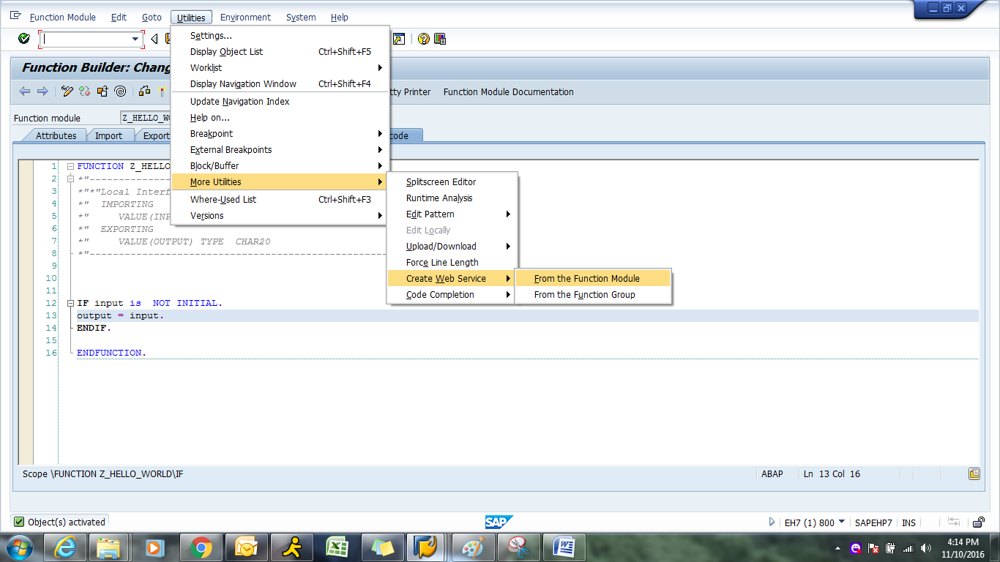 Function Module Edit Goto Utilities Environment System Help
Function Builder: Chang
tty Printer Function Module Documentation
Function module Z_HELLO_WO
Attributes Import Export code
Settings...
Display Object List Ctrl+Shift+F5
Worklist
Display Navigation Window Ctrl+Shift+F4
Update Navigation Index
Help on...
Breakpoint
External Breakpoints
Block/Buffer
More Utilities
Where-Used List Ctrl+Shift+F3
Versions
Splitscreen Editor
Runtime Analysis
Edit Pattern
Edit Locally
Upload/Download
Force Line Length
Create Web Service
Code Completion
From the Function Module
From the Function Group
1 FUNCTION Z_HELLO
2 *"----------------
3 *"*"Local Interf
4 *" IMPORTING
5 *" VALUE(INP
6 *" EXPORTING
7 *" VALUE(OUTPUT) TYPE CHAR20
8 *"----------------------------------------------------
9
10
11
12 IF input is NOT INITIAL.
13 output = input.
14 ENDIF.
15
16 ENDFUNCTION.
Scope \FUNCTION Z_HELLO_WORLD\IF ABAP Ln 13 Col 16
Object(s) activated SAP EH7 (1) 800 SAPEHP7 INS
4:14 PM
11/10/2016